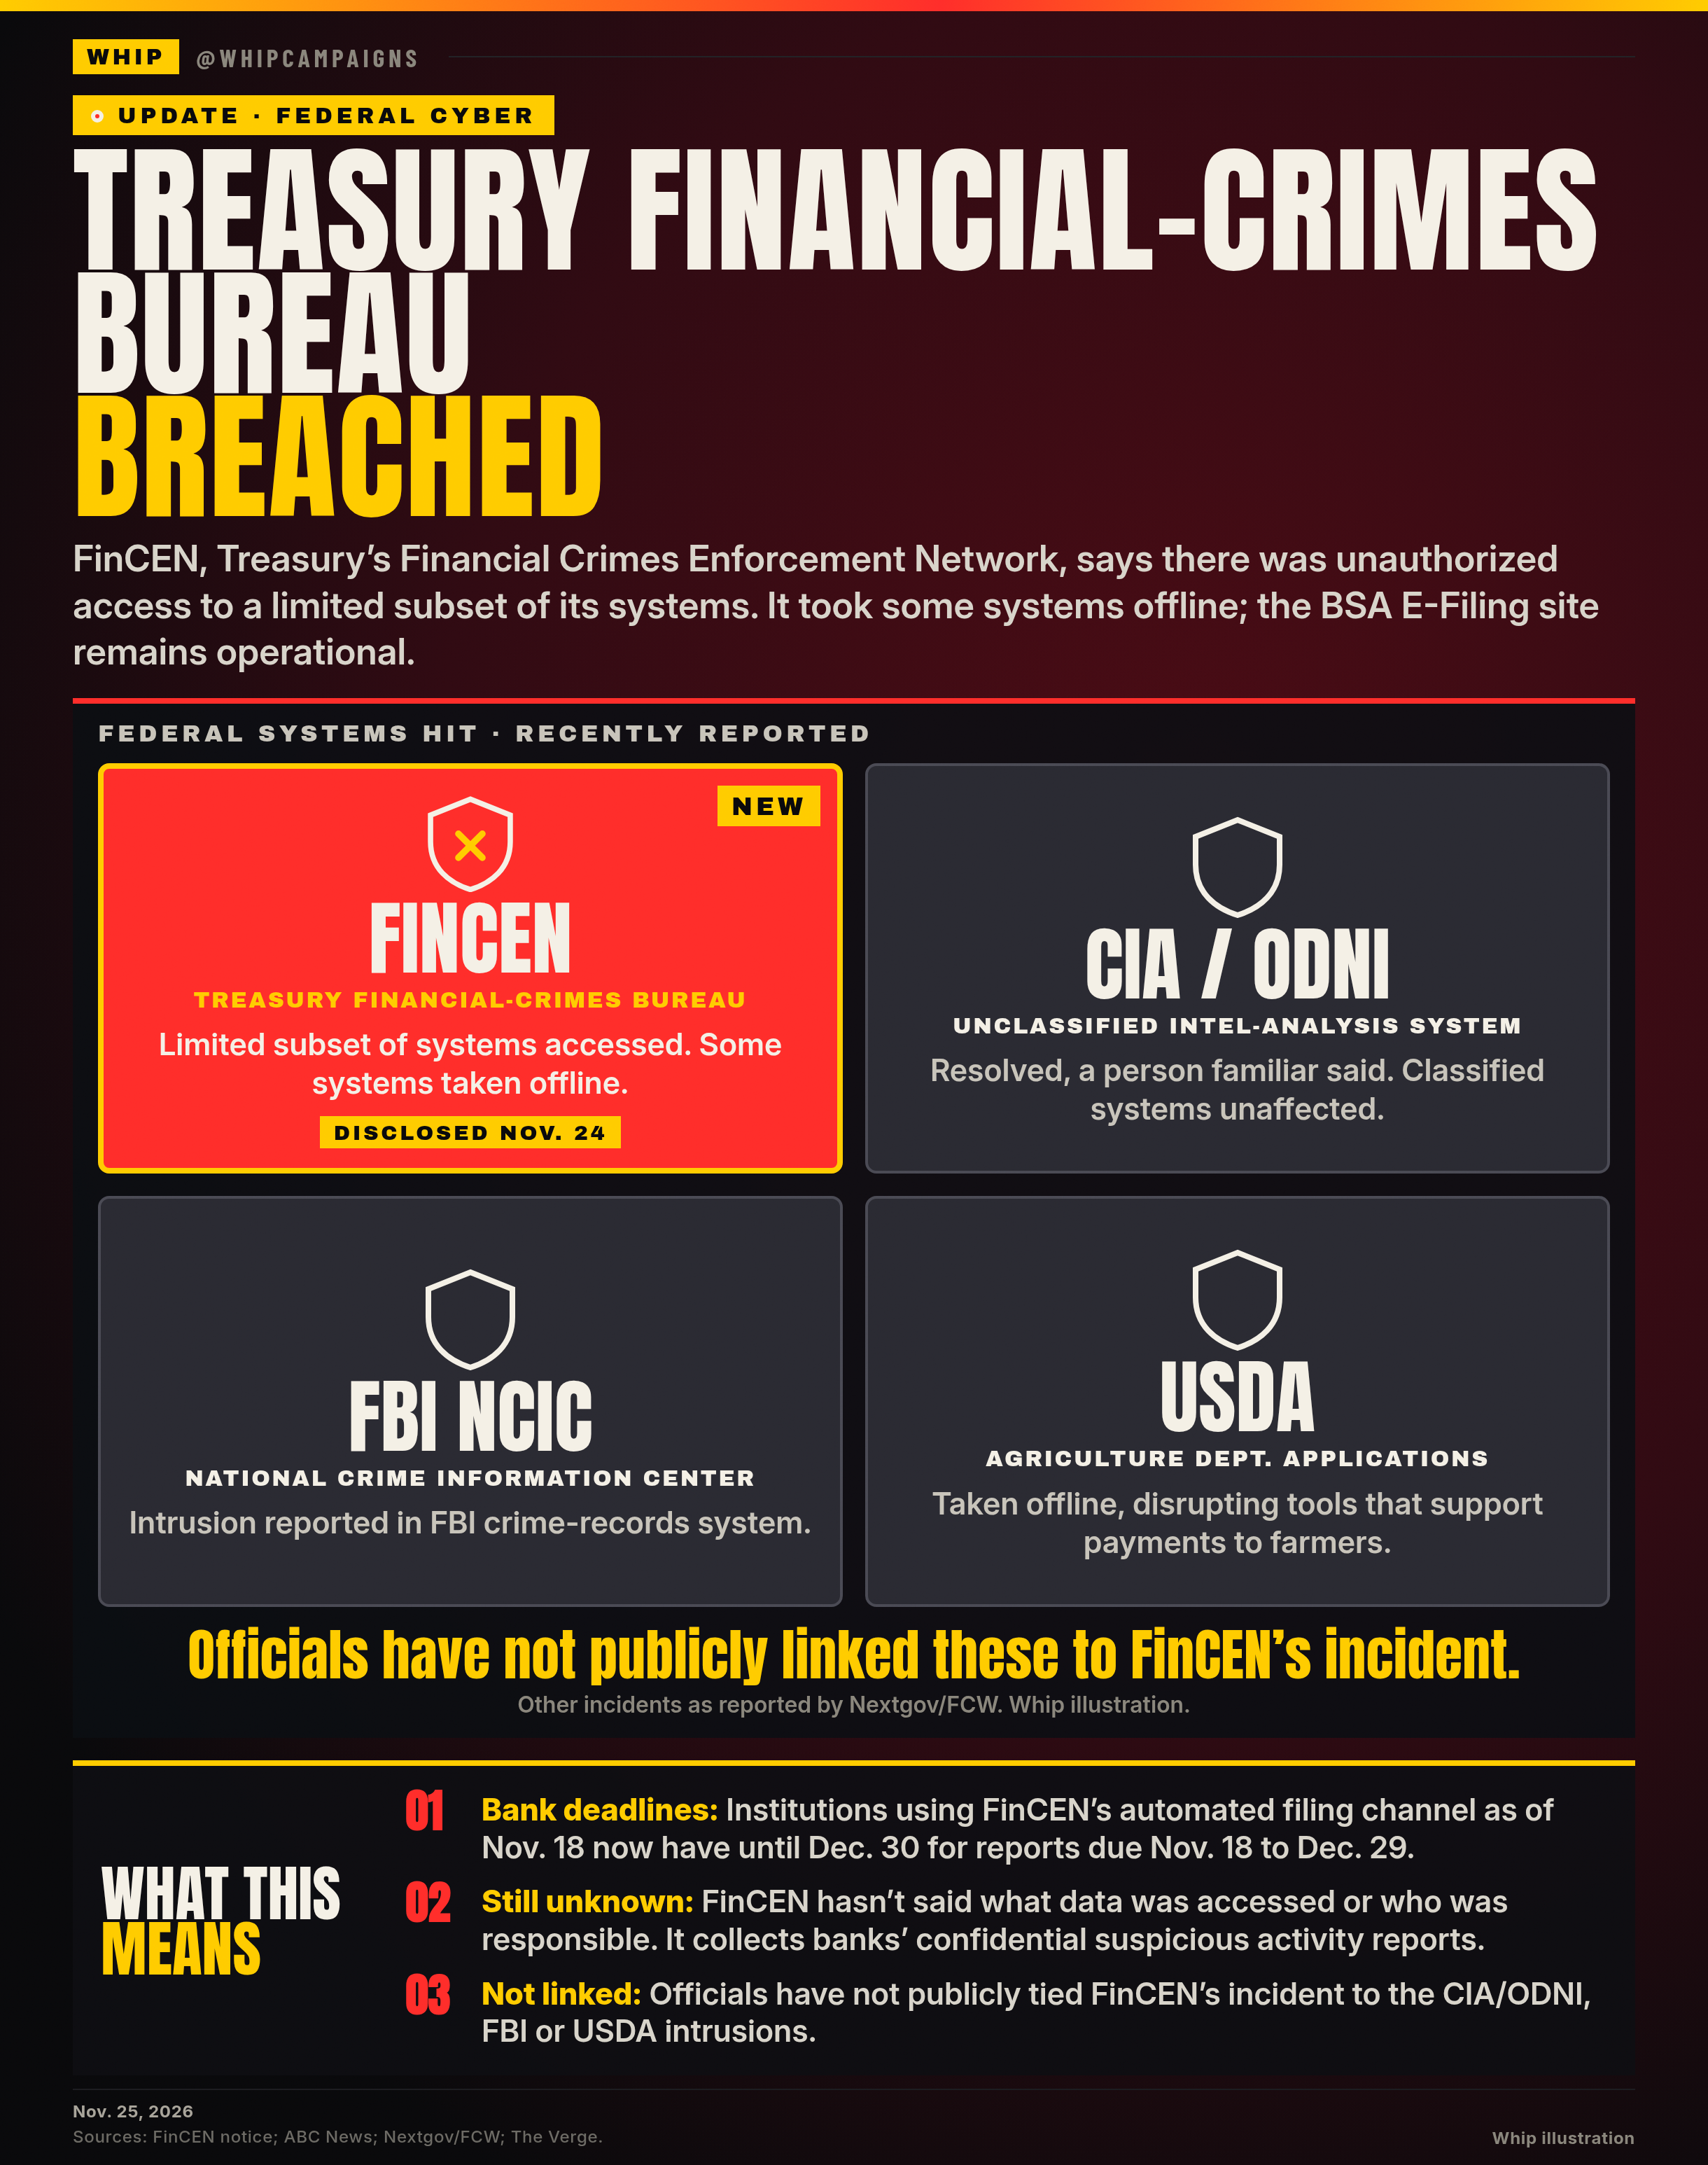 WHIP @WHIPCAMPAIGNS
UPDATE · FEDERAL CYBER
TREASURY FINANCIAL-CRIMES
BUREAU
BREACHED
FinCEN, Treasury’s Financial Crimes Enforcement Network, says there was unauthorized
access to a limited subset of its systems. It took some systems offline; the BSA E-Filing site
remains operational.
FEDERAL SYSTEMS HIT · RECENTLY REPORTED
NEW
FINCEN
TREASURY FINANCIAL-CRIMES BUREAU
Limited subset of systems accessed. Some
systems taken offline.
DISCLOSED NOV. 24
CIA / ODNI
UNCLASSIFIED INTEL-ANALYSIS SYSTEM
Resolved, a person familiar said. Classified
systems unaffected.
FBI NCIC
NATIONAL CRIME INFORMATION CENTER
Intrusion reported in FBI crime-records system.
USDA
AGRICULTURE DEPT. APPLICATIONS
Taken offline, disrupting tools that support
payments to farmers.
Officials have not publicly linked these to FinCEN’s incident.
Other incidents as reported by Nextgov/FCW. Whip illustration.
WHAT THIS
MEANS
01 Bank deadlines: Institutions using FinCEN’s automated filing channel as of
Nov. 18 now have until Dec. 30 for reports due Nov. 18 to Dec. 29.
02 Still unknown: FinCEN hasn’t said what data was accessed or who was
responsible. It collects banks’ confidential suspicious activity reports.
03 Not linked: Officials have not publicly tied FinCEN’s incident to the CIA/ODNI,
FBI or USDA intrusions.
Nov. 25, 2026
Sources: FinCEN notice; ABC News; Nextgov/FCW; The Verge.
Whip illustration